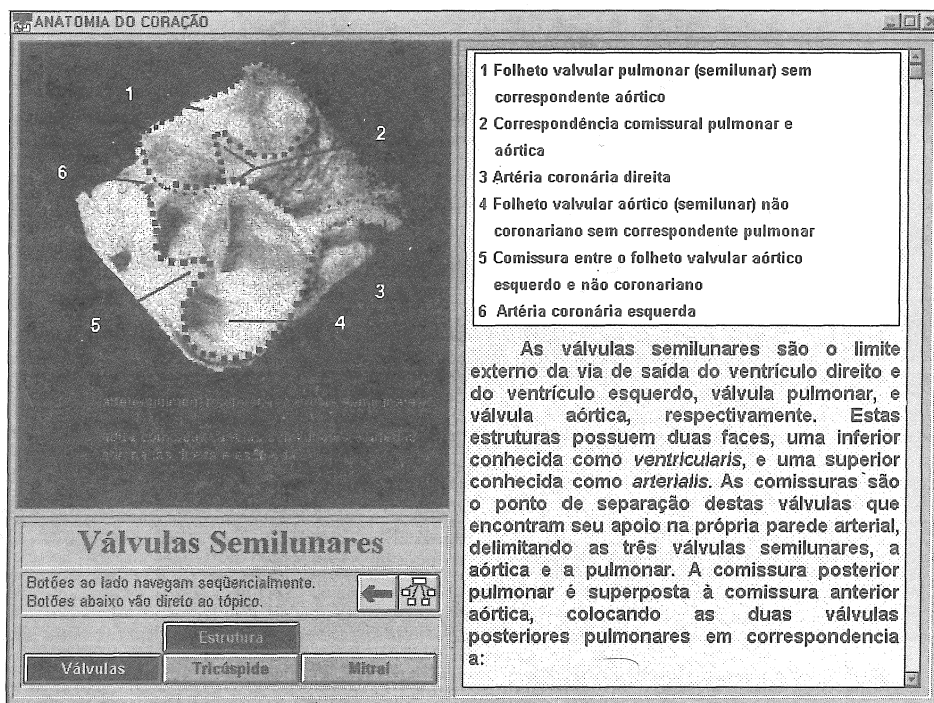 ANATOMIA DO CORAÇÃO
1
2
6
3
5
4
Válvulas Semilunares
Botões ao lado navegam seqüencialmente.
Botões abaixo vão direto ao tópico.
Estrutura
Válvulas
Tricúspide
Mitral
1 Folheto valvular pulmonar (semilunar) sem
correspondente aórtico
2 Correspondência comissural pulmonar e
aórtica
3 Artéria coronária direita
4 Folheto valvular aórtico (semilunar) não
coronariano sem correspondente pulmonar
5 Comissura entre o folheto valvular aórtico
esquerdo e não coronariano
6 Artéria coronária esquerda
As válvulas semilunares são o limite
externo da via de saída do ventrículo direito e
do ventrículo esquerdo, válvula pulmonar, e
válvula aórtica, respectivamente. Estas
estruturas possuem duas faces, uma inferior
conhecida como ventricularis, e uma superior
conhecida como arterialis. As comissuras são
o ponto de separação destas válvulas que
encontram seu apoio na própria parede arterial,
delimitando as três válvulas semilunares, a
aórtica e a pulmonar. A comissura posterior
pulmonar é superposta à comissura anterior
aórtica, colocando as duas válvulas
posteriores pulmonares em correspondencia
a: